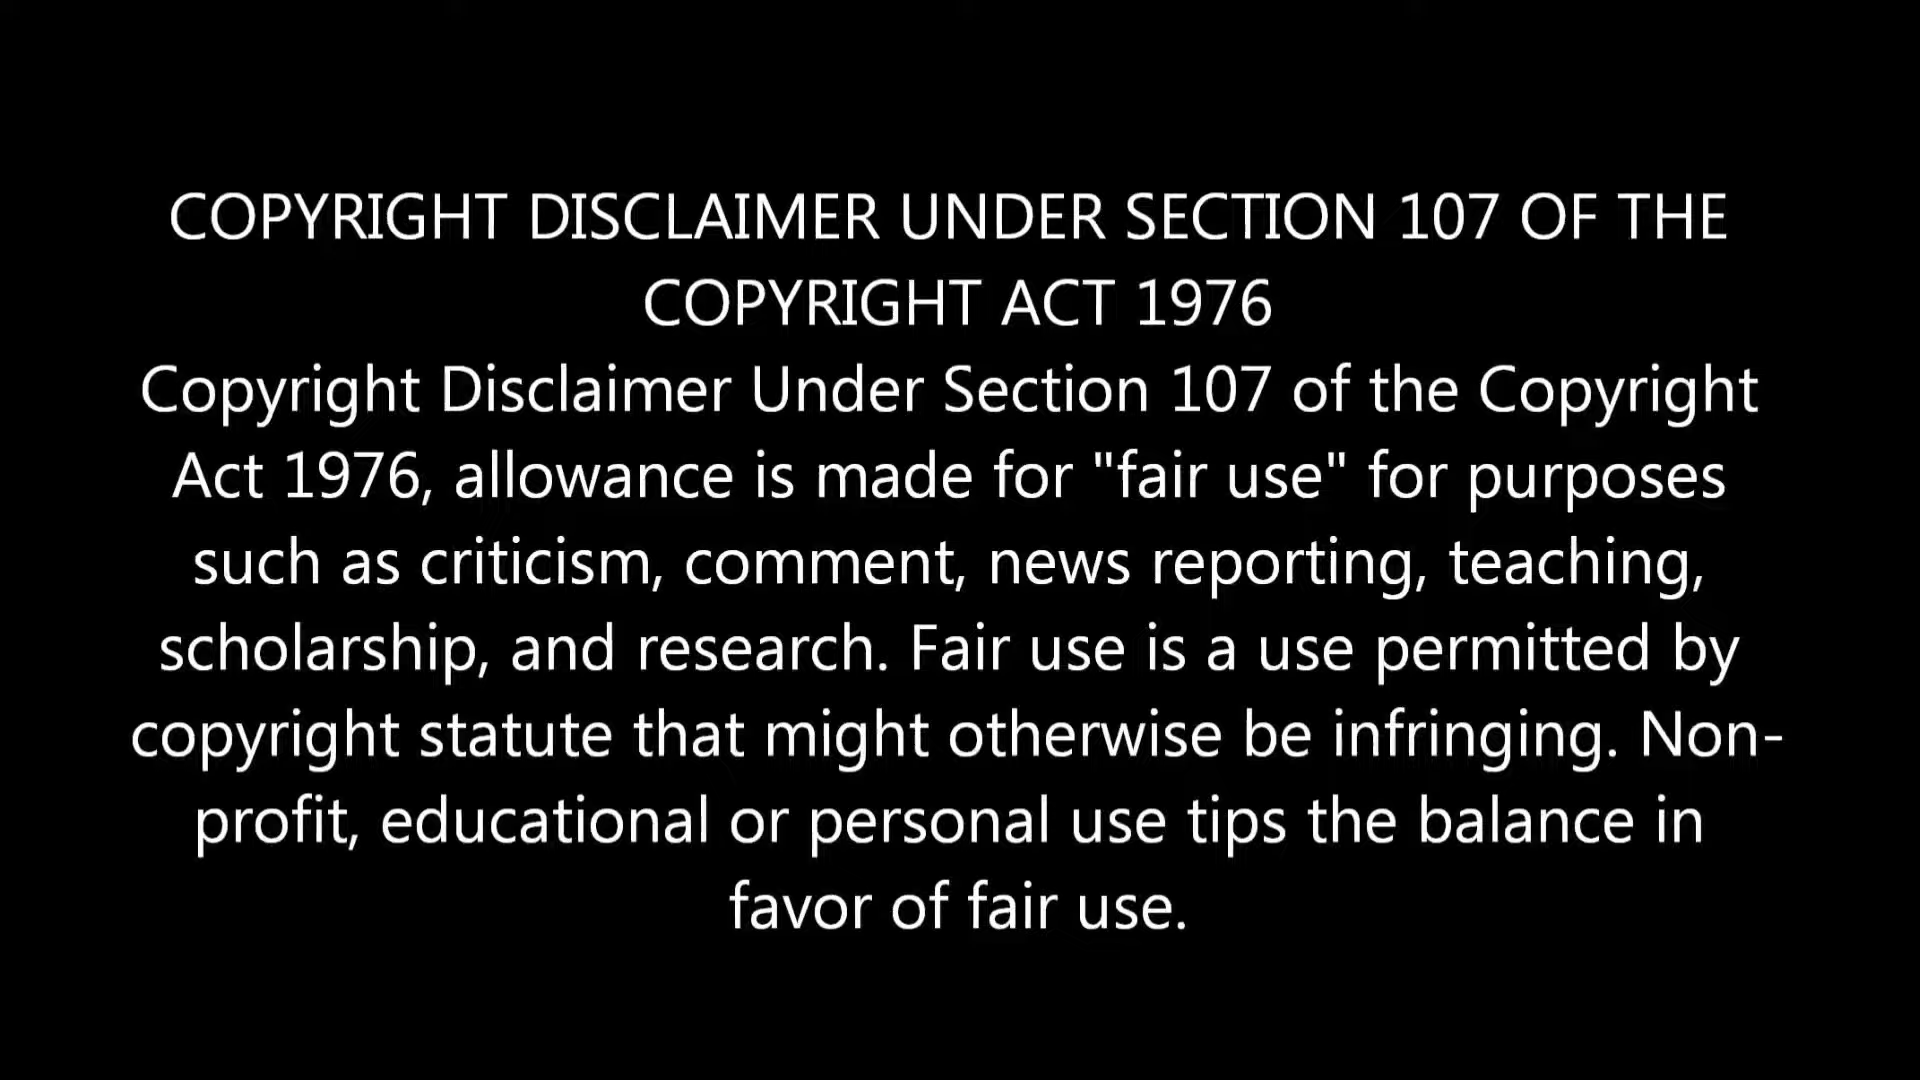 COPYRIGHT DISCLAIMER UNDER SECTION 107 OF THE
COPYRIGHT ACT 1976
Copyright Disclaimer Under Section 107 of the Copyright
Act 1976, allowance is made for "fair use" for purposes
such as criticism, comment, news reporting, teaching,
scholarship, and research. Fair use is a use permitted by
copyright statute that might otherwise be infringing. Non-
profit, educational or personal use tips the balance in
favor of fair use.